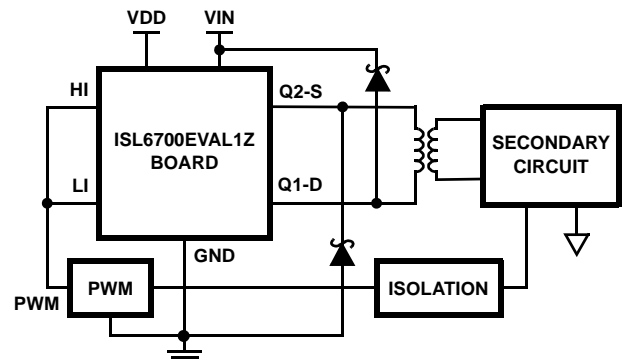 VDD
VIN
HI
Q2-S
ISL6700EVAL1Z
BOARD
SECONDARY
CIRCUIT
LI
Q1-D
GND
PWM
PWM
ISOLATION